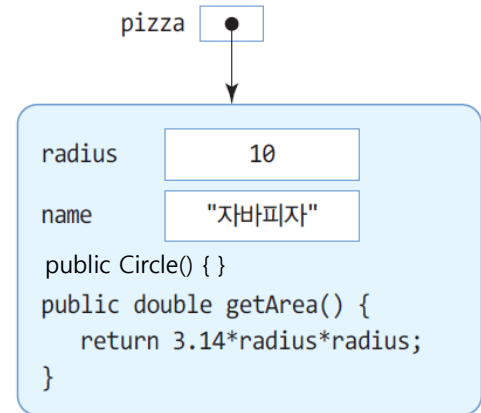 pizza
radius 10
name "자바피자"
public Circle() { }
public double getArea() {
return 3.14*radius*radius;
}